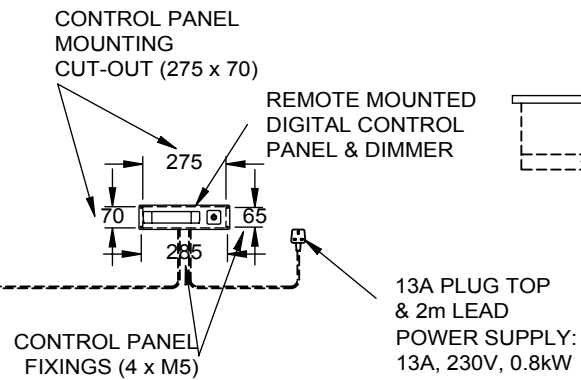 CONTROL PANEL
MOUNTING
CUT-OUT (275 x 70)
REMOTE MOUNTED
DIGITAL CONTROL
PANEL & DIMMER
275
70
65
285
13A PLUG TOP
& 2m LEAD
POWER SUPPLY:
13A, 230V, 0.8kW
CONTROL PANEL
FIXINGS (4 x M5)